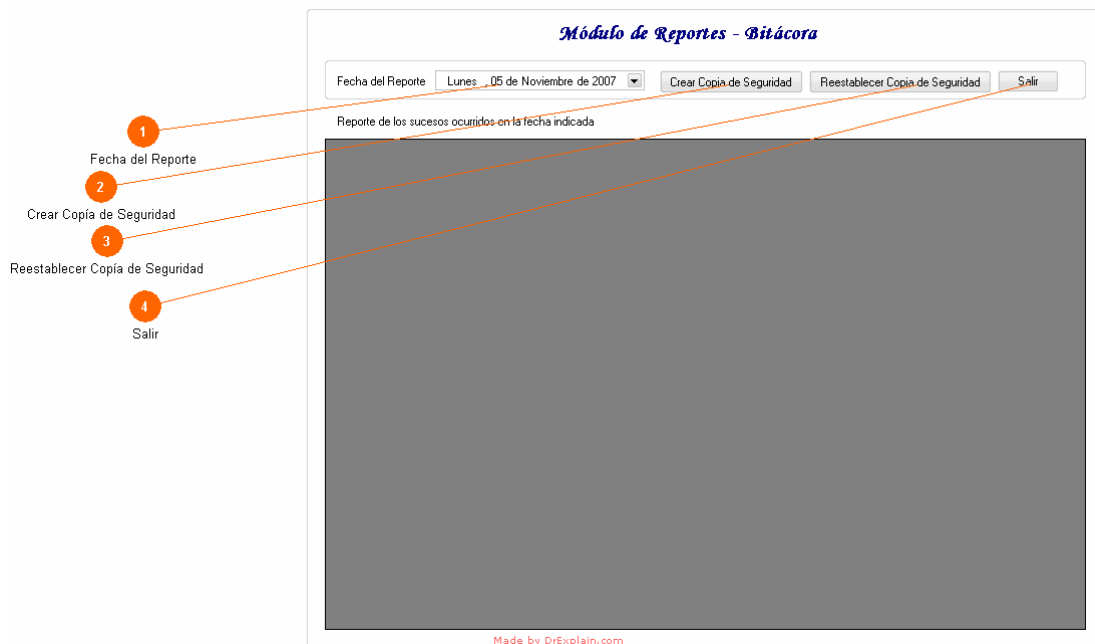 Módulo de Reportes - Bitácora
Fecha del Reporte Lunes , 05 de Noviembre de 2007 Crear Copia de Seguridad Reestablecer Copia de Seguridad Salir
Reporte de los sucesos ocurridos en la fecha indicada
1
Fecha del Reporte
2
Crear Copía de Seguridad
3
Reestablecer Copía de Seguridad
4
Salir
Made by DrExplain.com